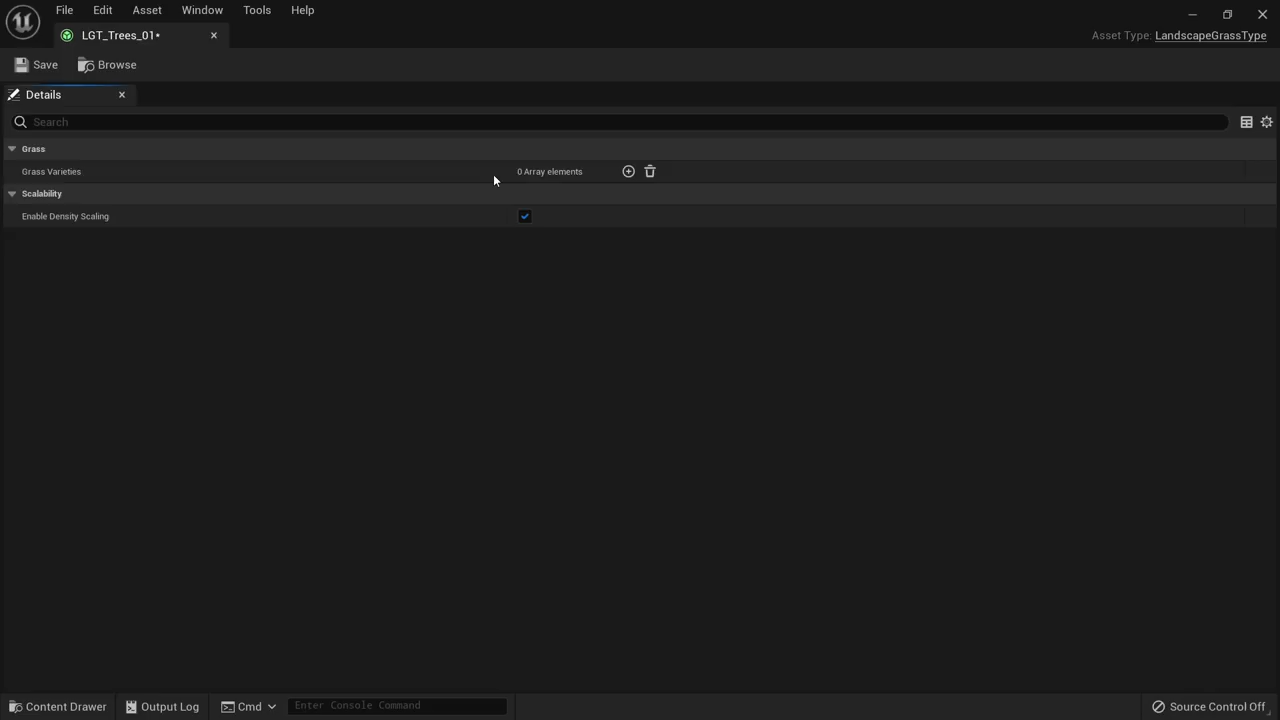 File Edit Asset Window Tools Help
LGT_Trees_01•
Asset Type: LandscapeGrassType
Save Browse
Details
Search
Grass
Grass Varieties 0 Array elements
Scalability
Enable Density Scaling
Content Drawer Output Log Cmd Enter Console Command Source Control Off